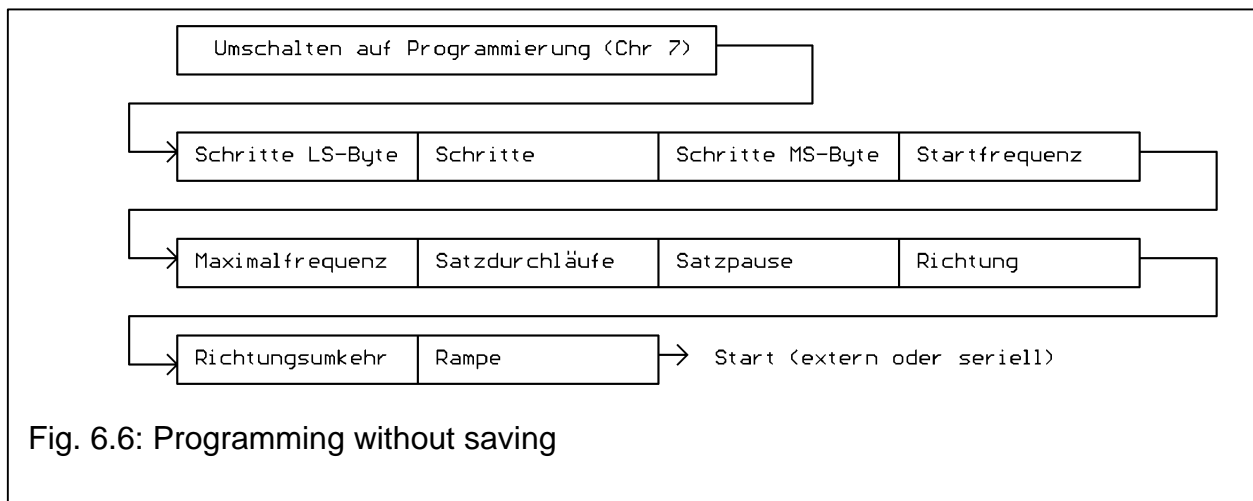 Umschalten auf Programmierung (Chr 7)
Schritte LS-Byte Schritte Schritte MS-Byte Startfrequenz
Maximalfrequenz Satzdurchläufe Satzpause Richtung
Richtungsumkehr Rampe Start (extern oder seriell)
Fig. 6.6: Programming without saving